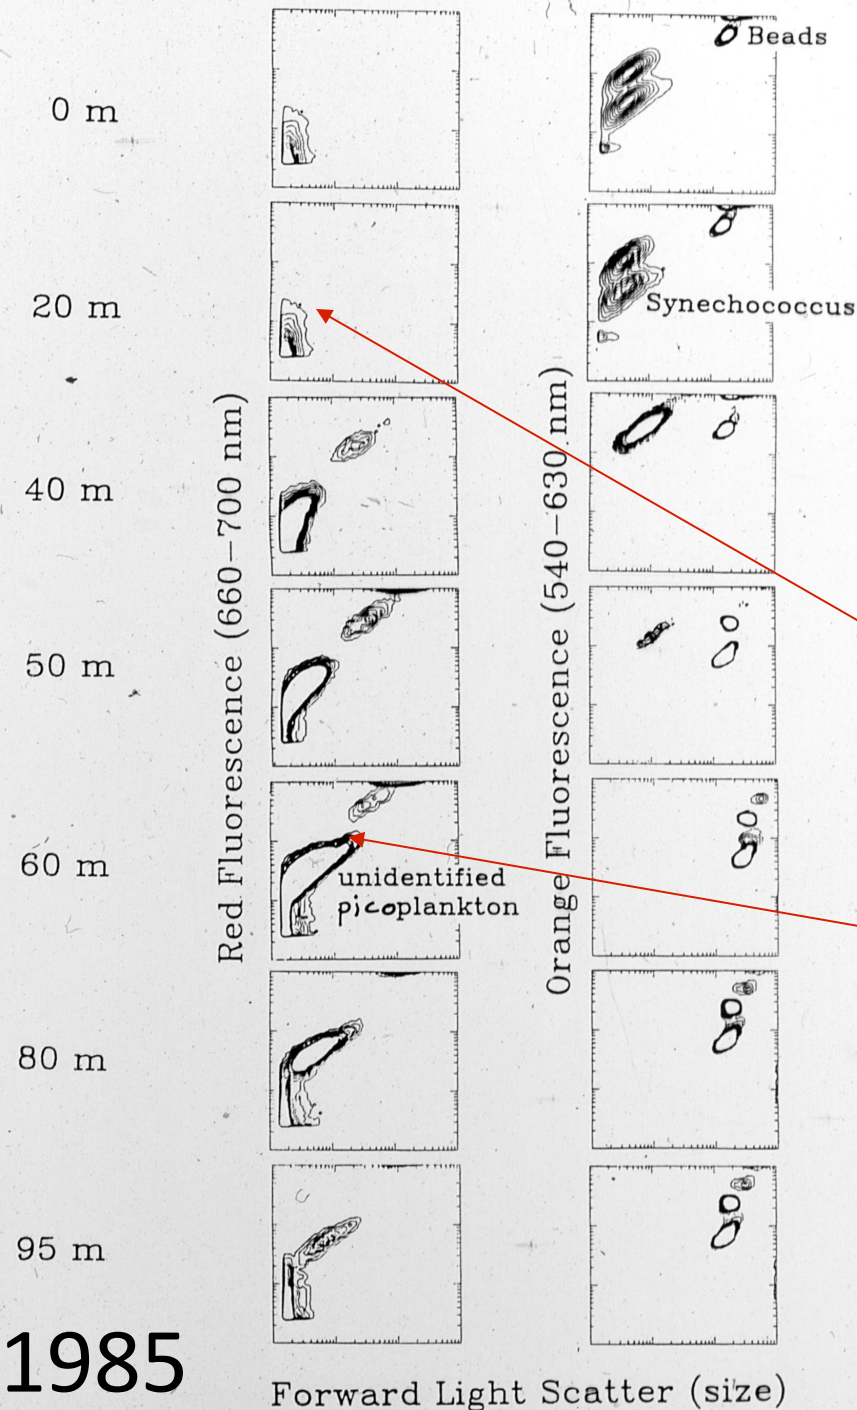 Beads
0 m
20 m
Synechococcus
40 m
50 m
60 m
unidentified
picoplankton
80 m
95 m
Red Fluorescence (660-700 nm)
Orange Fluorescence (540-630 nm)
1985
Forward Light Scatter (size)